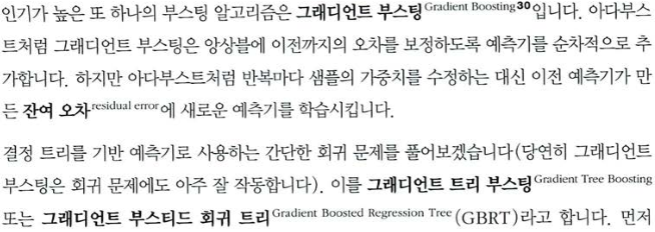 인기가 높은 또 하나의 부스팅 알고리즘은 그래디언트 부스팅Gradient Boosting30입니다. 아다부스
트처럼 그래디언트 부스팅은 앙상블에 이전까지의 오차를 보정하도록 예측기를 순차적으로 추
가합니다. 하지만 아다부스트처럼 반복마다 샘플의 가중치를 수정하는 대신 이전 예측기가 만
든 잔여 오차residual error에 새로운 예측기를 학습시킵니다.
결정 트리를 기반 예측기로 사용하는 간단한 회귀 문제를 풀어보겠습니다(당연히 그래디언트
부스팅은 회귀 문제에도 아주 잘 작동합니다). 이를 그래디언트 트리 부스팅Gradient Tree Boosting
또는 그래디언트 부스티드 회귀 트리Gradient Boosted Regression Tree(GBRT)라고 합니다. 먼저